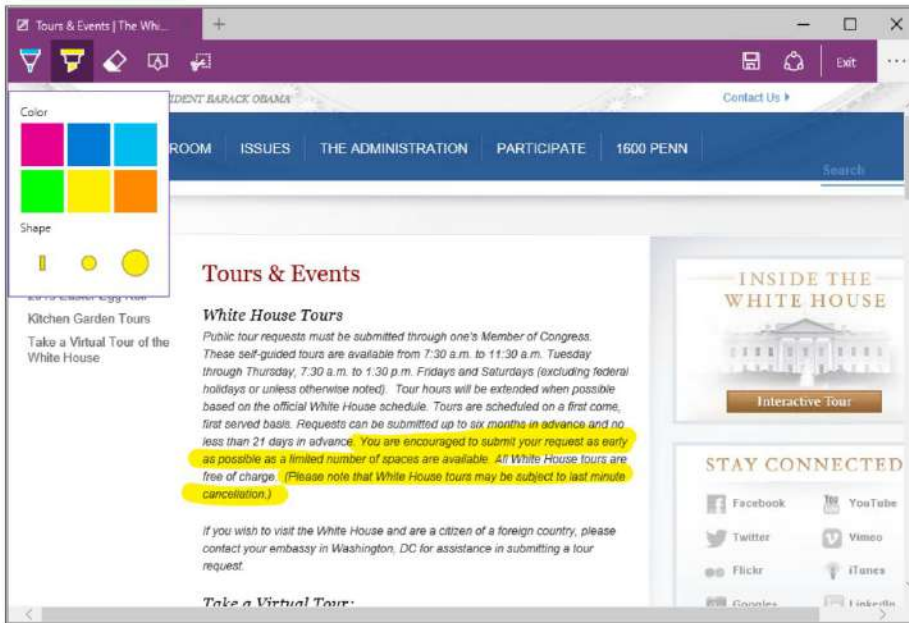 Tours & Events | The Whi...
Exit
Color
Shape
IDENT BARACK OBAMA
Contact Us
ROOM ISSUES THE ADMINISTRATION PARTICIPATE 1600 PENN
Search
Kitchen Garden Tours
Take a Virtual Tour of the
White House
Tours & Events
White House Tours
Public tour requests must be submitted through one's Member of Congress.
These self-guided tours are available from 7:30 a.m. to 11:30 a.m. Tuesday
through Thursday, 7:30 a.m. to 1:30 p.m. Fridays and Saturdays (excluding federal
holidays or unless otherwise noted). Tour hours will be extended when possible
based on the official White House schedule. Tours are scheduled on a first come,
first served basis. Requests can be submitted up to six months in advance and no
less than 21 days in advance. You are encouraged to submit your request as early
as possible as a limited number of spaces are available. All White House tours are
free of charge. (Please note that White House tours may be subject to last minute
cancellation.)
If you wish to visit the White House and are a citizen of a foreign country, please
contact your embassy in Washington, DC for assistance in submitting a tour
request.
Take a Virtual Tour:
INSIDE THE
WHITE HOUSE
Interactive Tour
STAY CONNECTED
Facebook YouTube
Twitter Vimeo
Flickr iTunes
Google+ LinkedIn